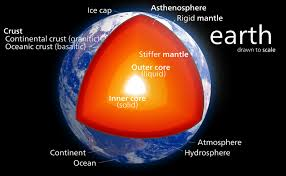 Ice cap
Asthenosphere
Rigid mantle
earth
drawn to scale
Crust
Continental crust (granitic)
Oceanic crust (basaltic)
Stiffer mantle
Outer core
(liquid)
Inner core
(solid)
Atmosphere
Hydrosphere
Continent
Ocean